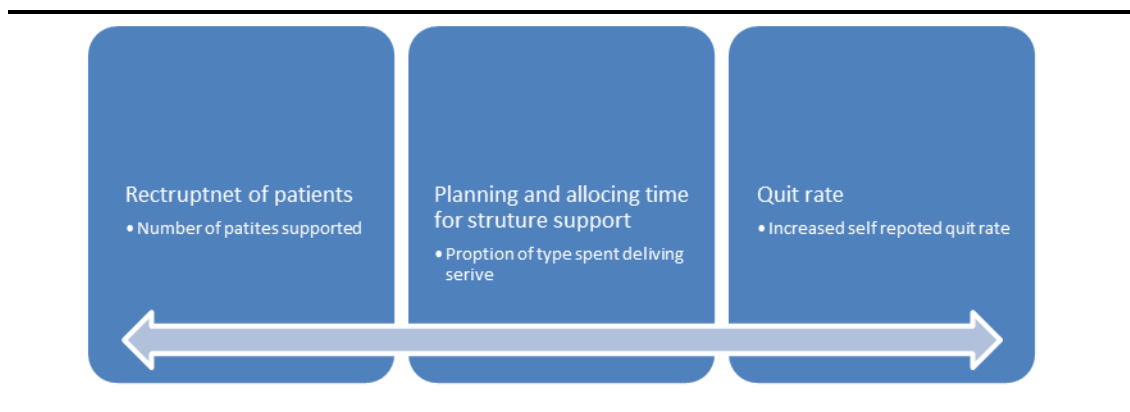 Rectruptnet of patients
• Number of patites supported
Planning and allocing time
for struture support
• Proption of type spent deliving
serive
Quit rate
• Increased self repoted quit rate